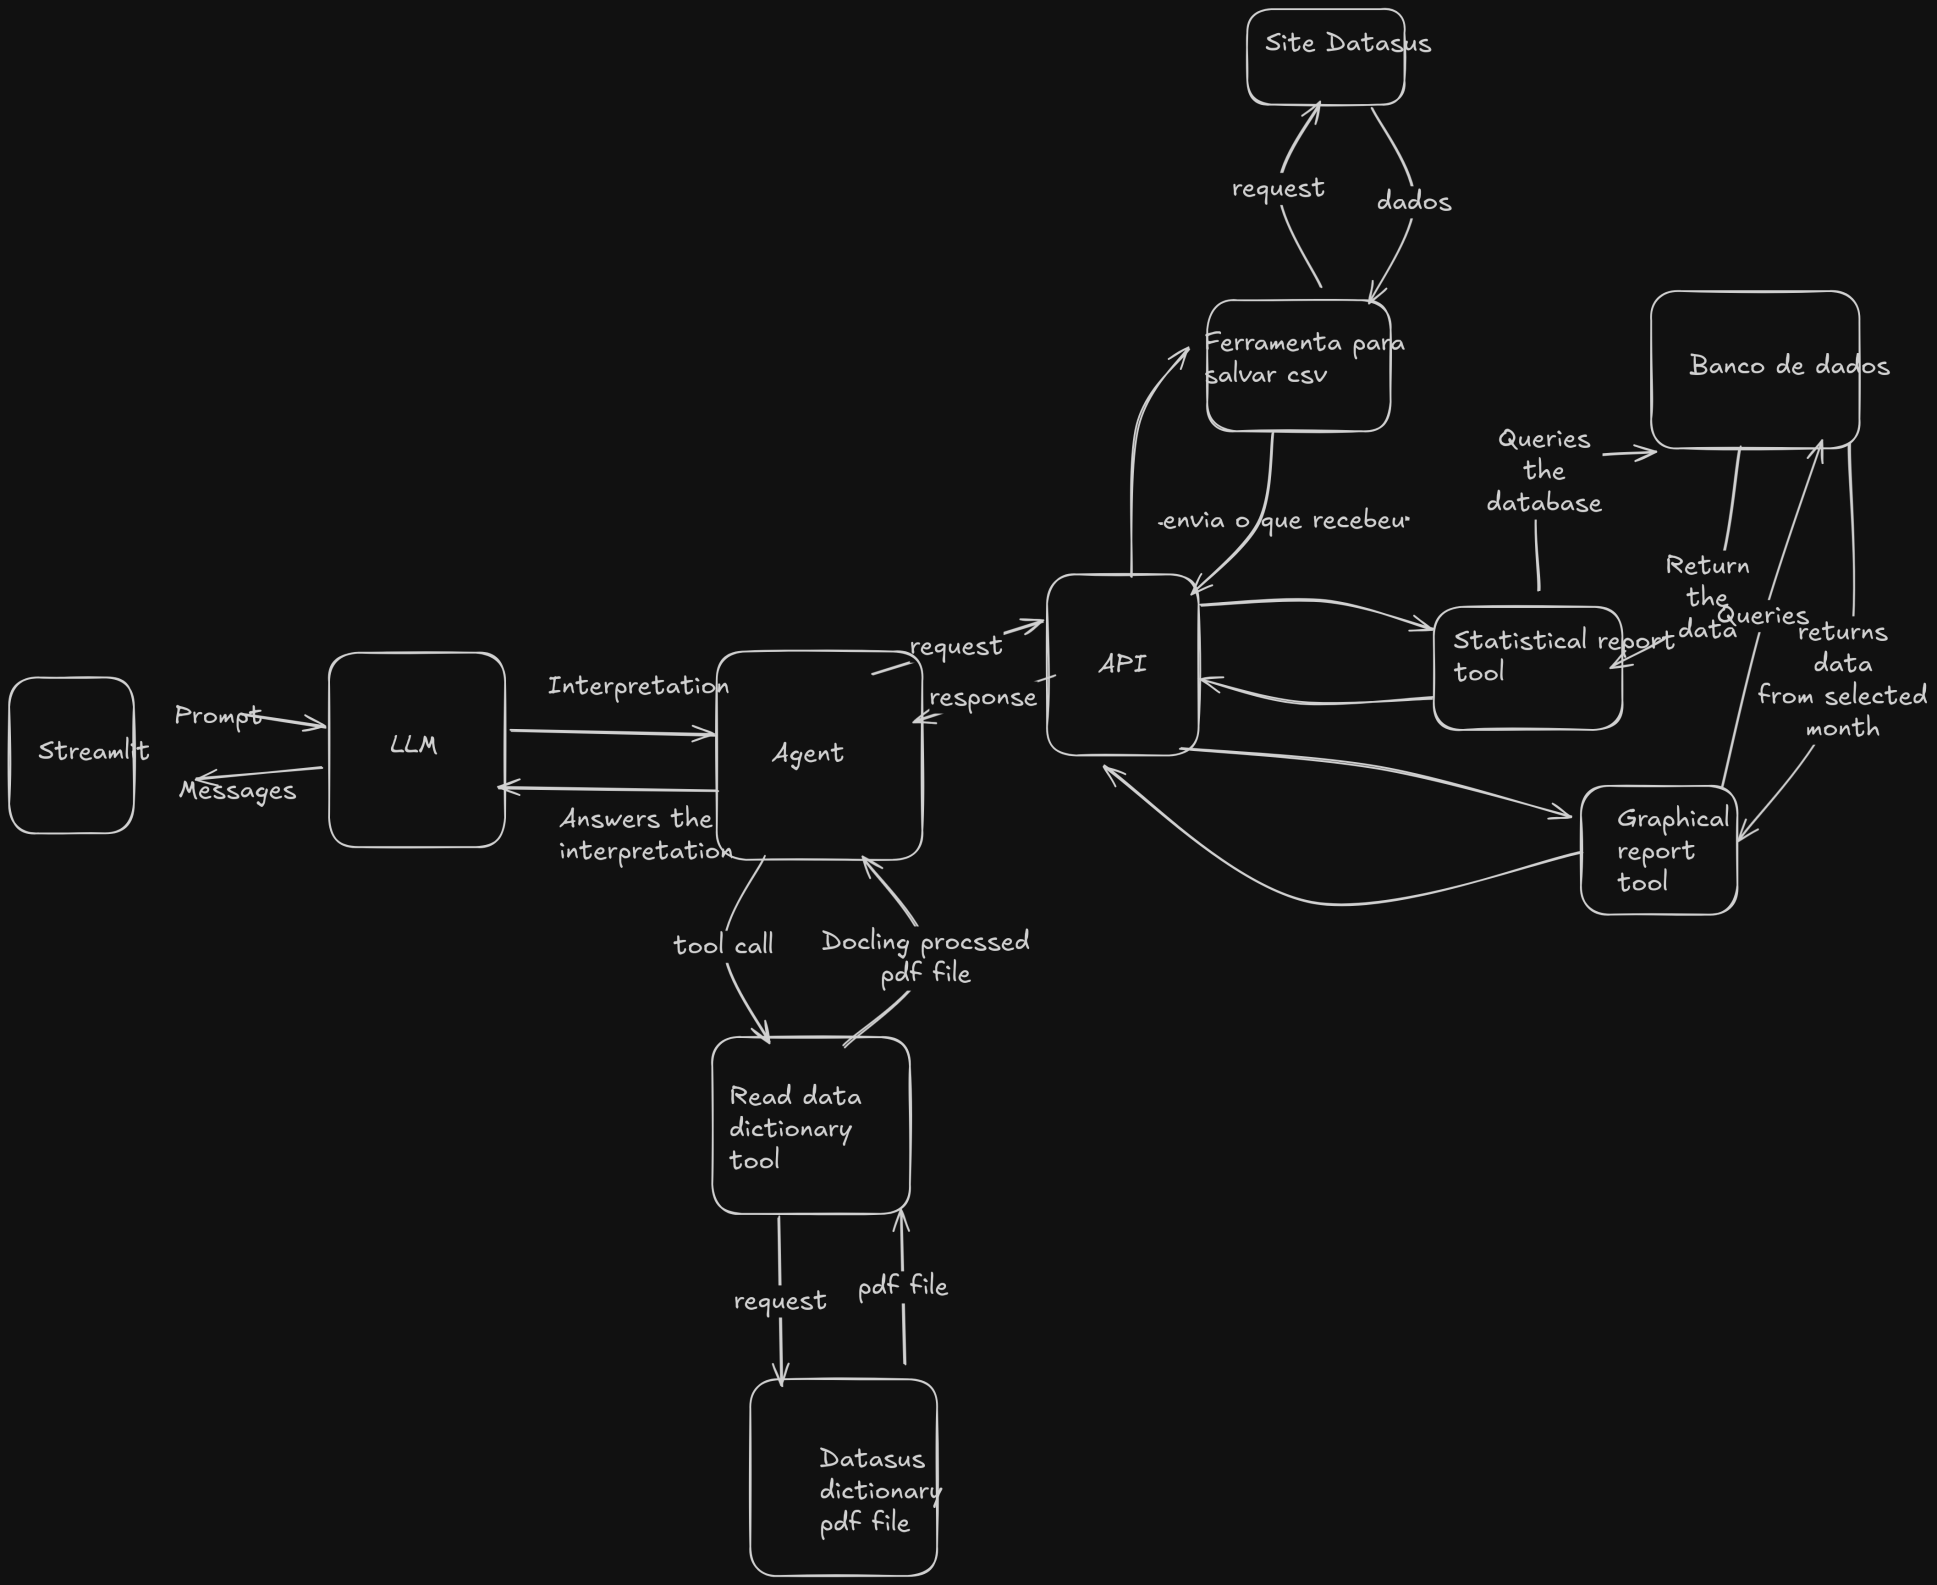 Site Datasus
request
dados
Ferramenta para
salvar csv
Banco de dados
Queries
the
database
envia o que recebeu
Return
the
data
Queries
returns
data
from selected
month
request
response
API
Statistical report
tool
Streamlit
Prompt
Messages
LLM
Interpretation
Answers the
interpretation
Agent
Graphical
report
tool
tool call
Docling procssed
pdf file
Read data
dictionary
tool
request
pdf file
Datasus
dictionary
pdf file